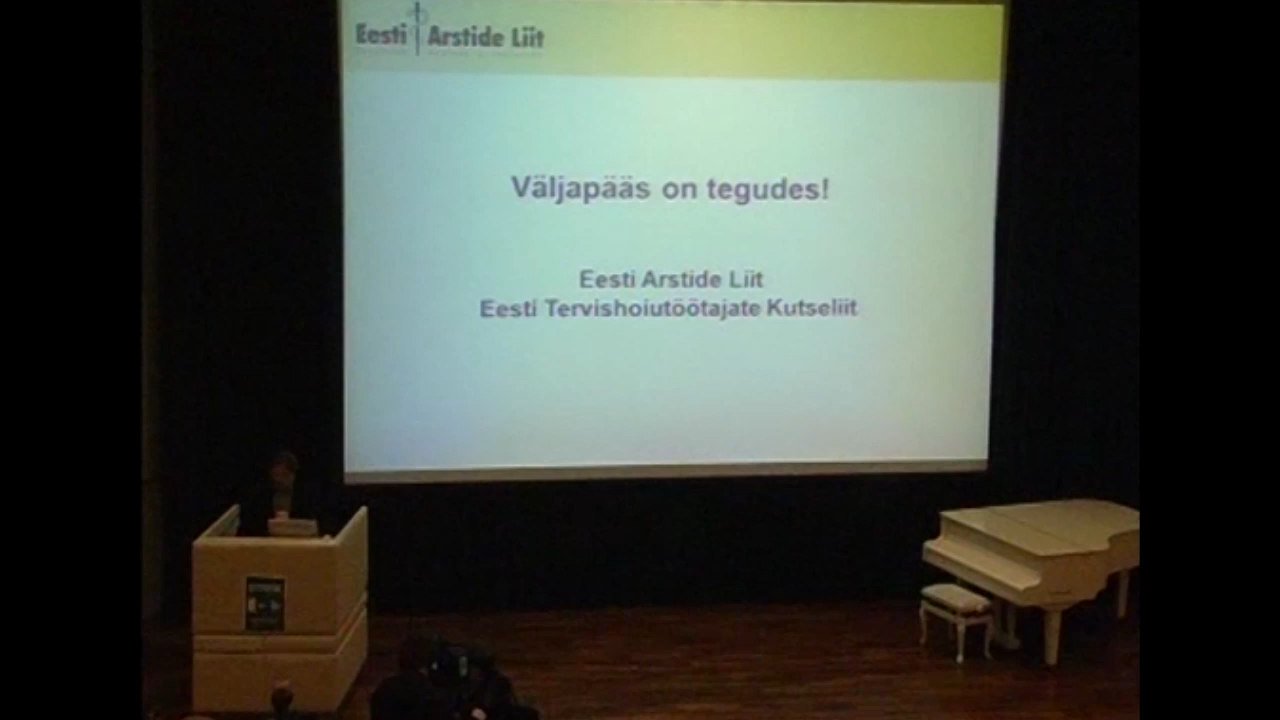 Eesti Arstide Liit
Väljapääs on tegudes!
Eesti Arstide Liit
Eesti Tervishoiutöötajate Kutseliit